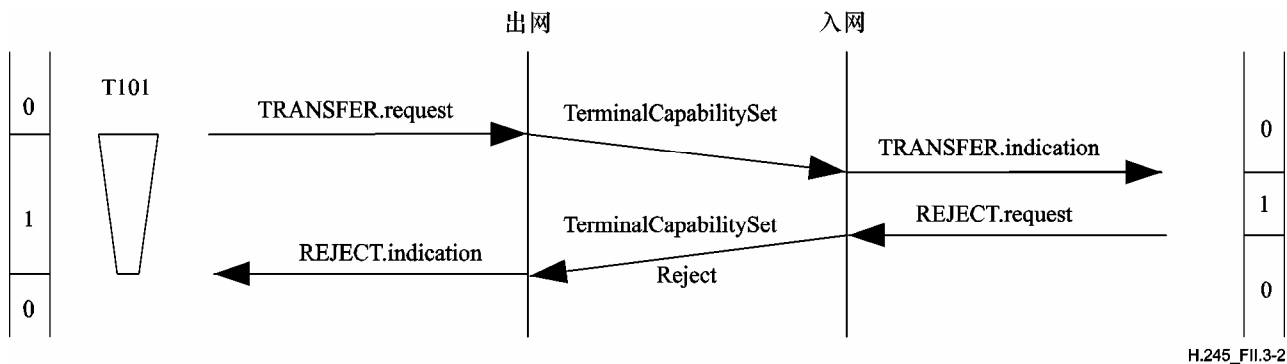 出网 入网
T101
0
TRANSFER.request
TerminalCapabilitySet
0
TRANSFER.indication
1
TerminalCapabilitySet
REJECT.request
1
REJECT.indication
Reject
0
0
H.245_FII.3-2